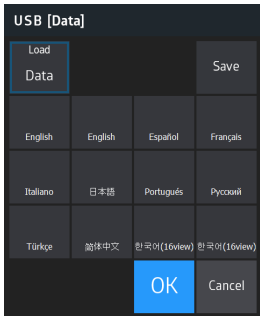 USB [Data]
Load
Data
Save
English
English
Español
Français
Italiano
日本語
Português
Русский
Türkçe
简体中文
한국어(16view)
한국어(16view)
OK
Cancel